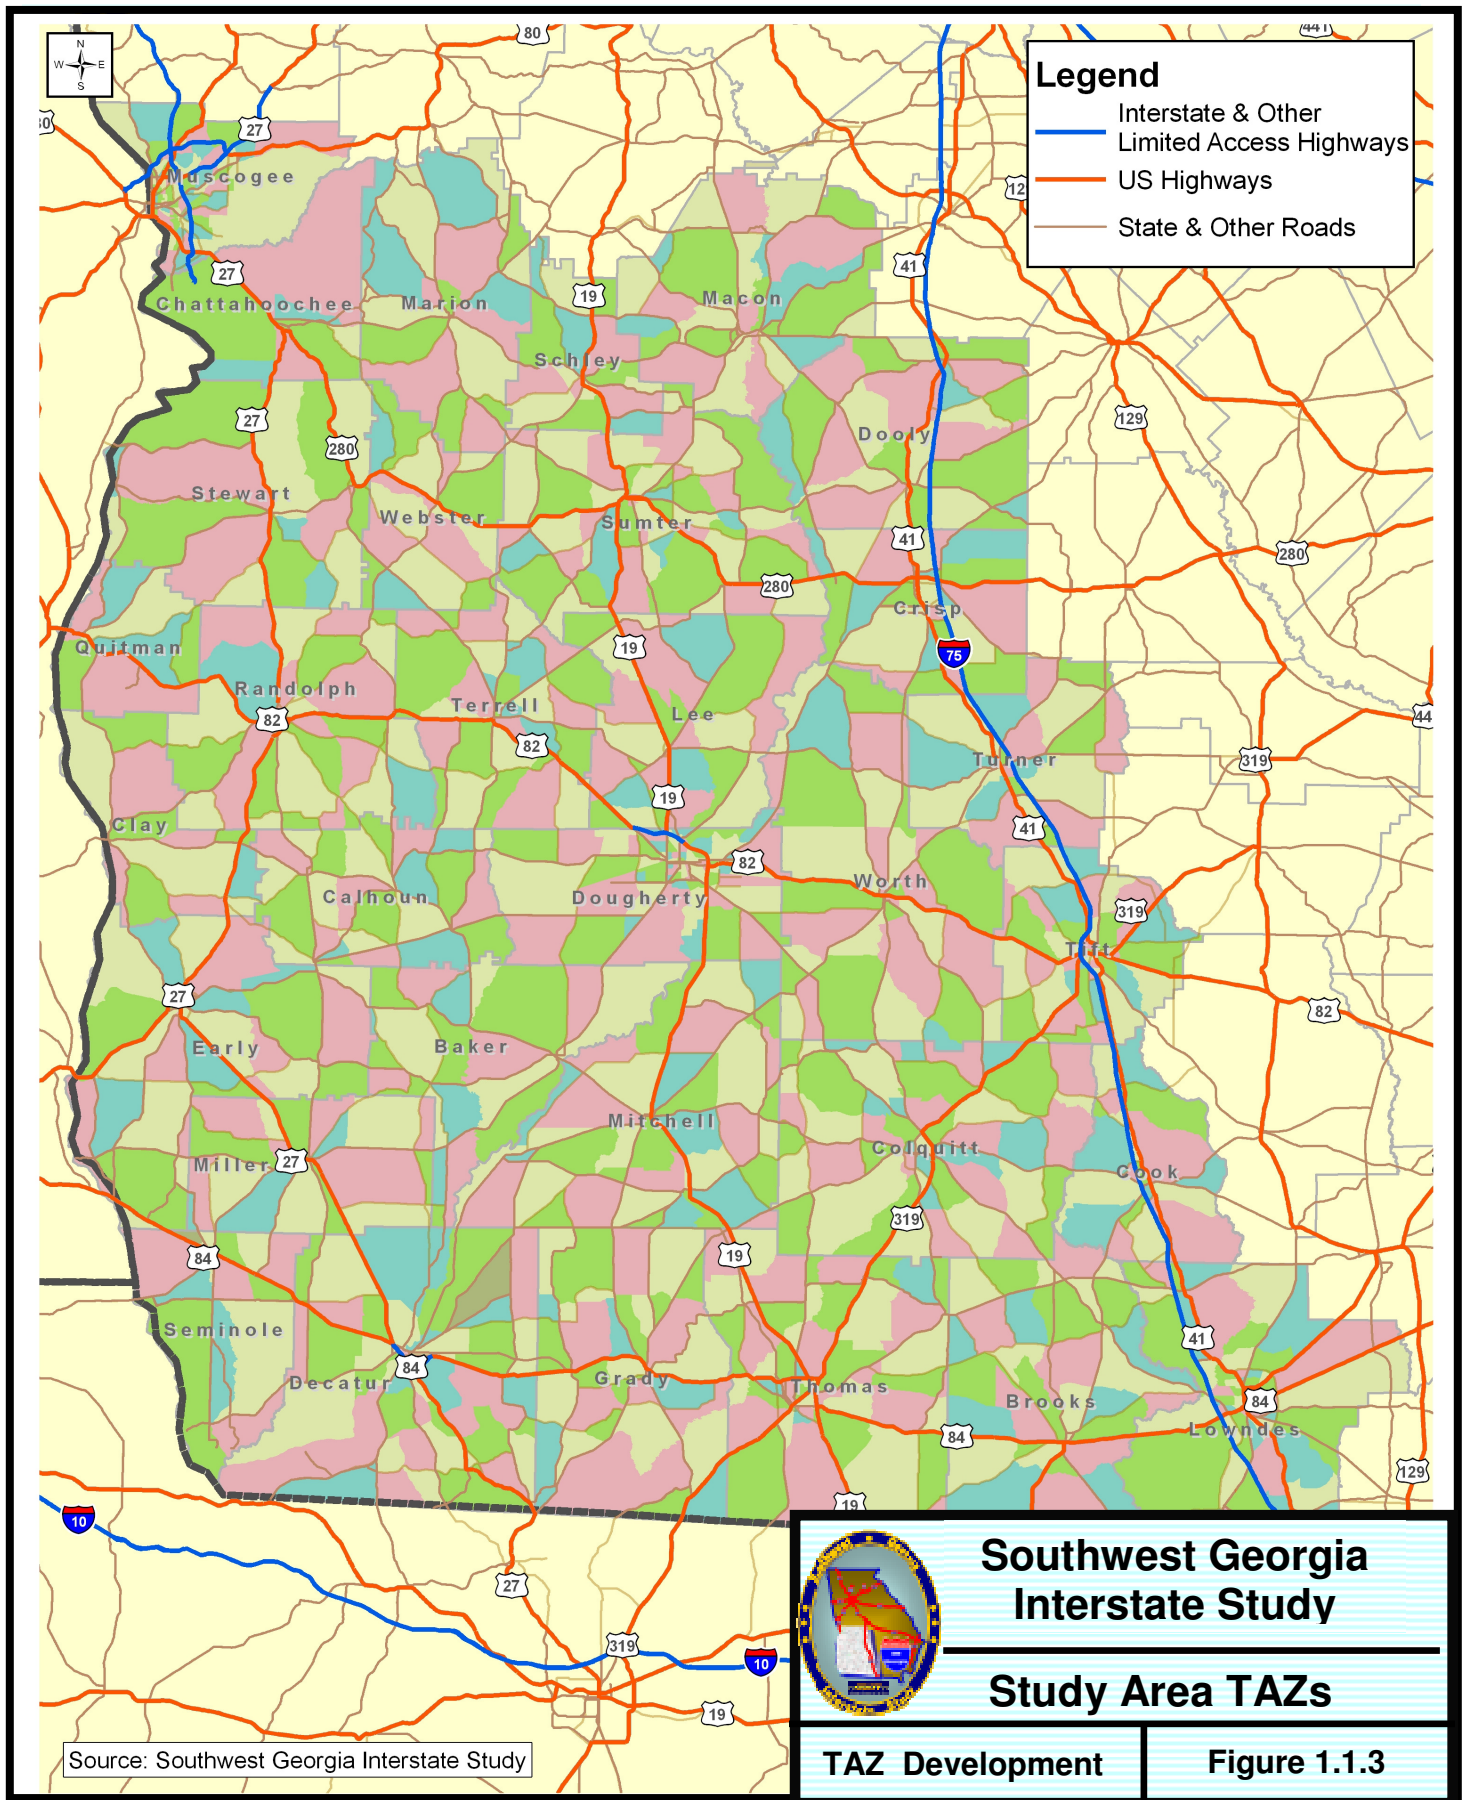 N
W E
S
80
441
Legend
Interstate & Other
Limited Access Highways
US Highways
State & Other Roads
27
12
Muscogee
27
41
19
Chattahoochee
Marion
Macon
Schley
27
129
280
Dooly
Stewart
Webster
Sumter
41
280
280
Crisp
Quitman
19
75
Randolph
Terrell
Lee
82
44
82
Turner
319
19
Clay
41
82
Worth
Calhoun
Dougherty
319
Tift
27
82
Early
Baker
Mitchell
Colquitt
Miller
27
Cook
319
84
19
Seminole
41
84
Decatur
Grady
Thomas
Brooks
84
84
Lowndes
129
19
10
27
319
10
19
Southwest Georgia
Interstate Study
Study Area TAZs
TAZ Development
Figure 1.1.3
Source: Southwest Georgia Interstate Study